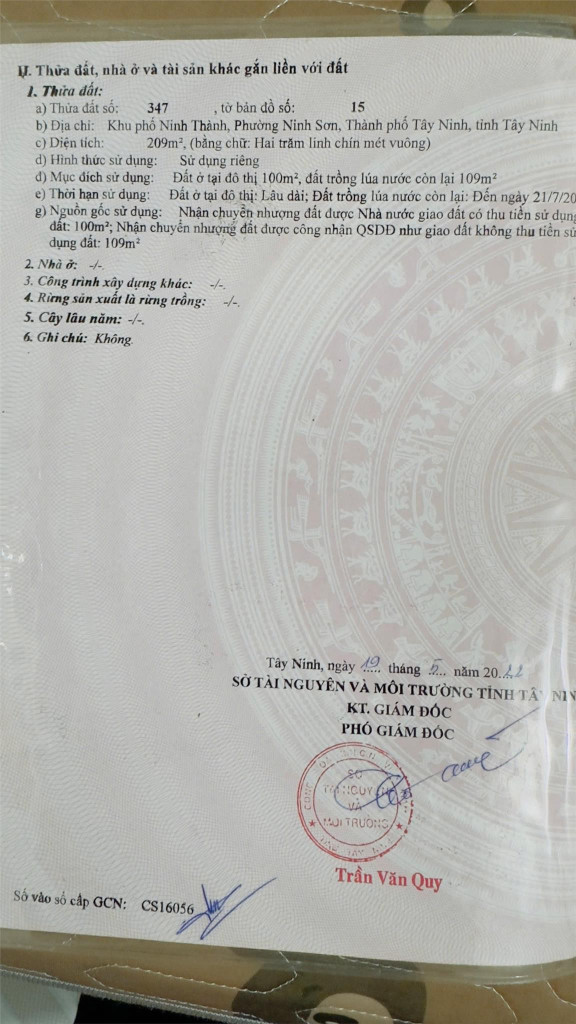 II. Thửa đất, nhà ở và tài sản khác gắn liền với đất
1. Thửa đất:
a) Thửa đất số: 347 , tờ bản đồ số: 15
b) Địa chỉ: Khu phố Ninh Thành, Phường Ninh Sơn, Thành phố Tây Ninh, tỉnh Tây Ninh
c) Diện tích: 209m², (bằng chữ: Hai trăm linh chín mét vuông)
d) Hình thức sử dụng: Sử dụng riêng
đ) Mục đích sử dụng: Đất ở tại đô thị 100m², đất trồng lúa nước còn lại 109m²
e) Thời hạn sử dụng: Đất ở tại đô thị: Lâu dài; Đất trồng lúa nước còn lại: Đến ngày 21/7/20
g) Nguồn gốc sử dụng: Nhận chuyển nhượng đất được Nhà nước giao đất có thu tiền sử dụng
đất: 100m²; Nhận chuyển nhượng đất được công nhận QSDĐ như giao đất không thu tiền sử
dụng đất: 109m²
2. Nhà ở: -/-.
3. Công trình xây dựng khác: -/-.
4. Rừng sản xuất là rừng trồng: -/-.
5. Cây lâu năm: -/-.
6. Ghi chú: Không.
Tây Ninh, ngày 19 tháng 5 năm 2022
SỞ TÀI NGUYÊN VÀ MÔI TRƯỜNG TỈNH TÂY NIN
KT. GIÁM ĐỐC
PHÓ GIÁM ĐỐC
SỞ
TÀI NGUYÊN
VÀ
MÔI TRƯỜNG
Trần Văn Quy
Số vào sổ cấp GCN: CS16056